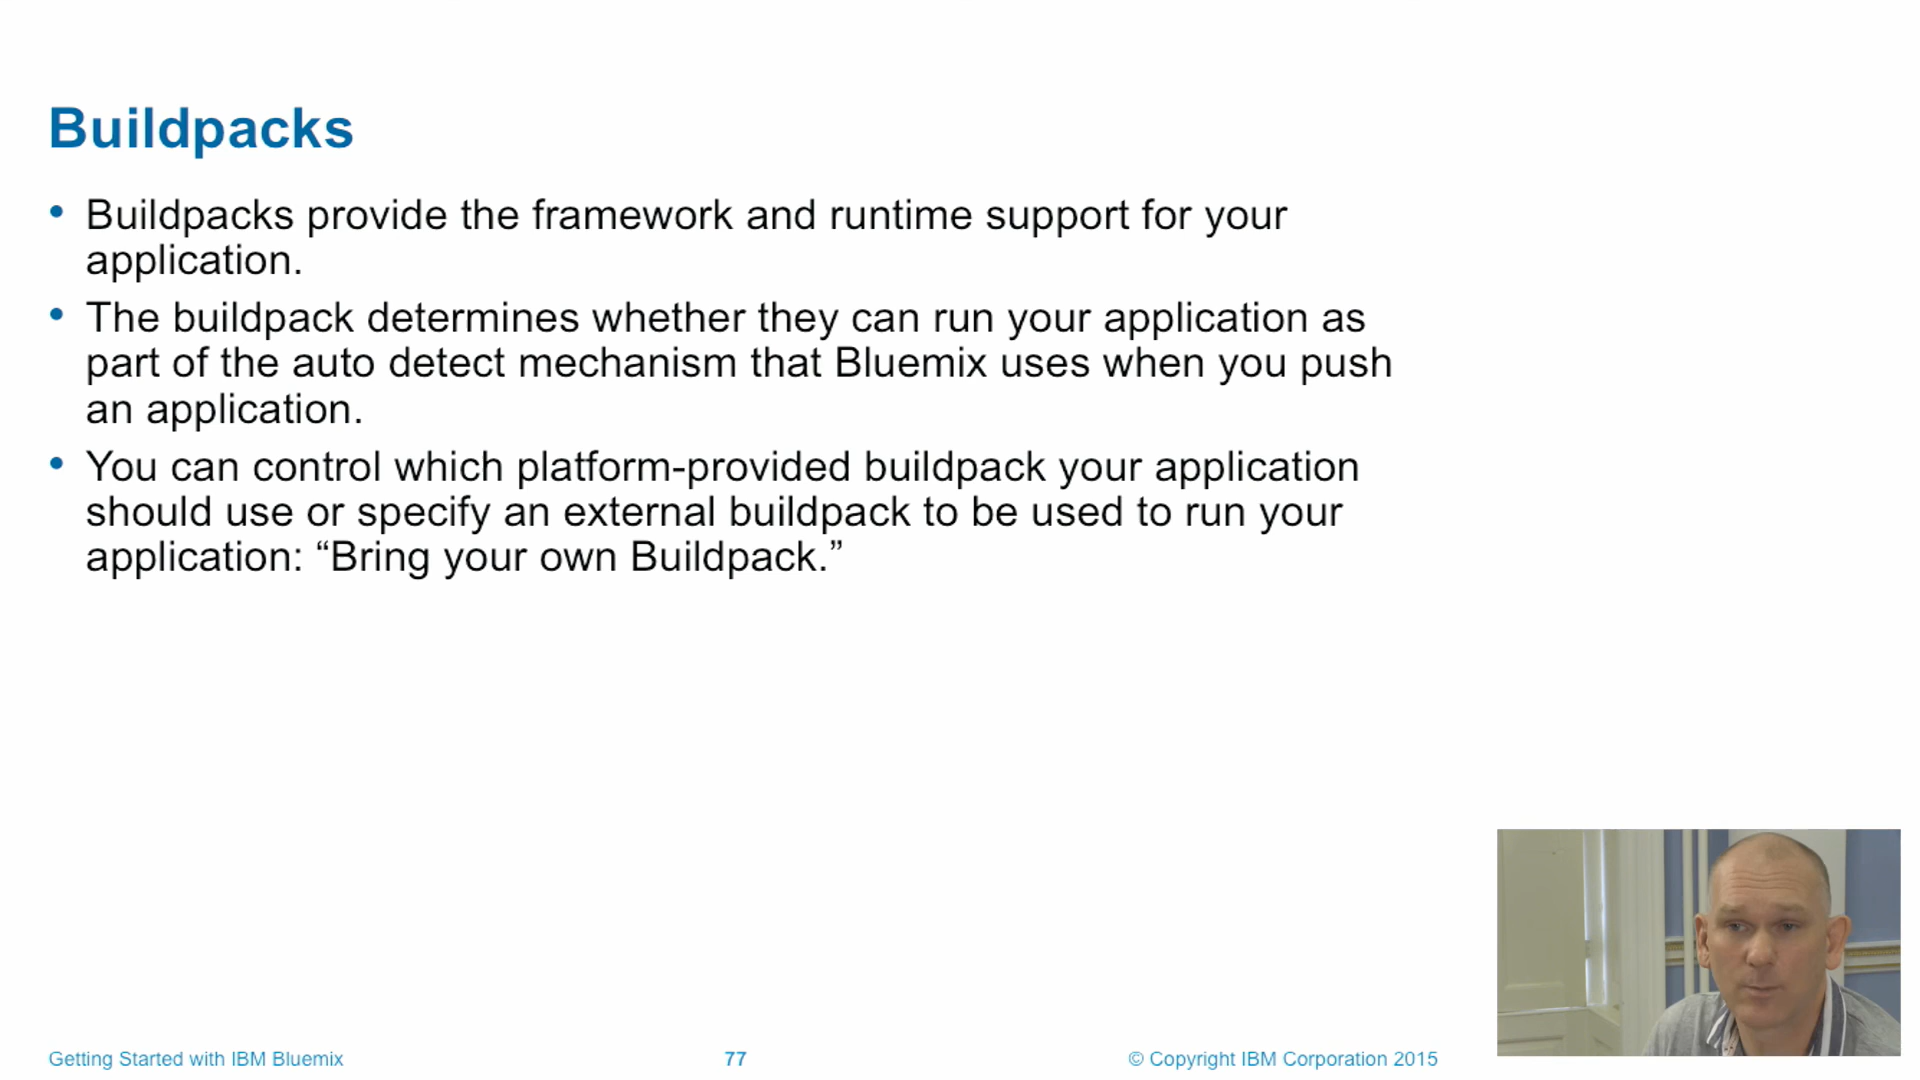 Buildpacks
• Buildpacks provide the framework and runtime support for your
application.
• The buildpack determines whether they can run your application as
part of the auto detect mechanism that Bluemix uses when you push
an application.
• You can control which platform-provided buildpack your application
should use or specify an external buildpack to be used to run your
application: “Bring your own Buildpack.”
Getting Started with IBM Bluemix
77
© Copyright IBM Corporation 2015